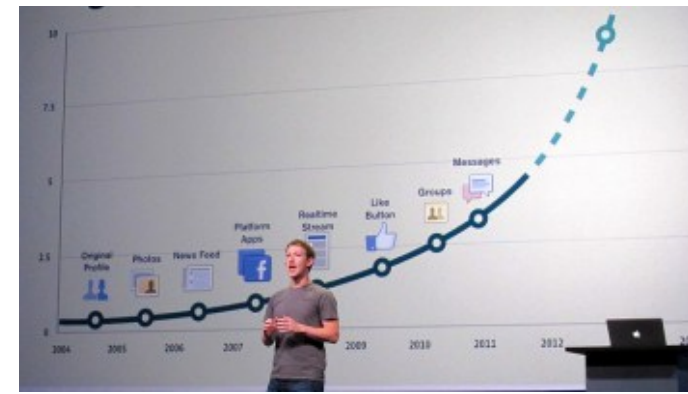 10
7.5
Messages
5
Groups
Like
Button
Realtime
Stream
Platform
Apps
News Feed
Photos
Original
Profile
2.5
0
2004
2005
2006
2007
2009
2010
2011
2012